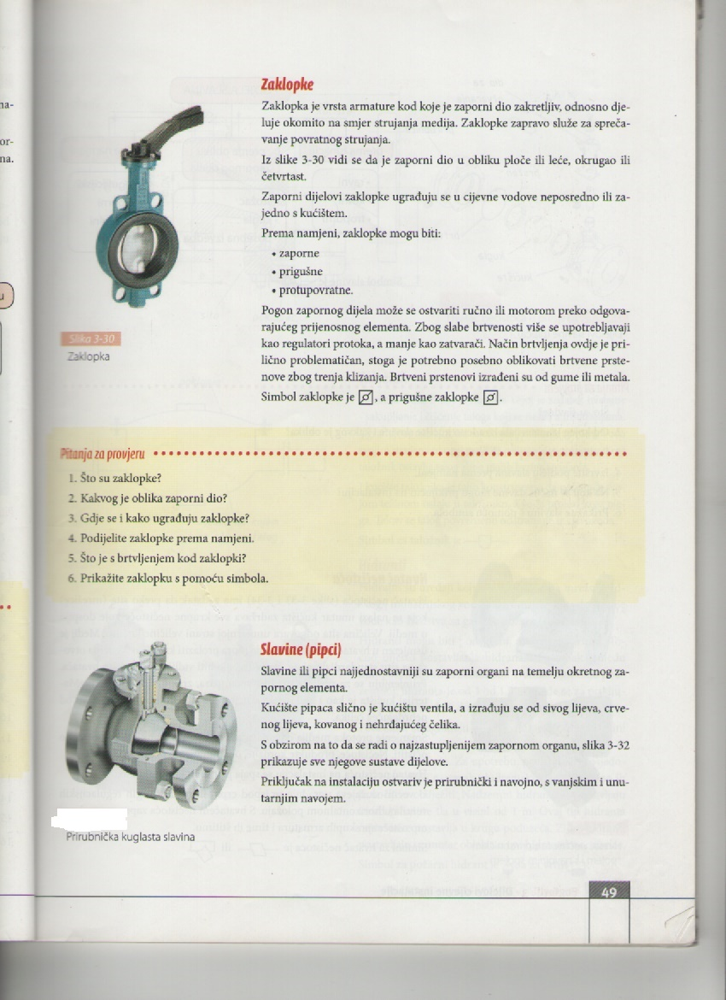 na-
or-
na.
u
Zaklopke
Zaklopka je vrsta armature kod koje je zaporni dio zakretljiv, odnosno dje-
luje okomito na smjer strujanja medija. Zaklopke zapravo služe za spreča-
vanje povratnog strujanja.
Iz slike 3-30 vidi se da je zaporni dio u obliku ploče ili leće, okrugao ili
četvrtast.
Zaporni dijelovi zaklopke ugrađuju se u cijevne vodove neposredno ili za-
jedno s kućištem.
Prema namjeni, zaklopke mogu biti:
• zaporne
• prigušne
• protupovratne.
Pogon zapornog dijela može se ostvariti ručno ili motorom preko odgova-
rajućeg prijenosnog elementa. Zbog slabe brtvenosti više se upotrebljavaji
kao regulatori protoka, a manje kao zatvarači. Način brtvljenja ovdje je pri-
lično problematičan, stoga je potrebno posebno oblikovati brtvene prste-
nove zbog trenja klizanja. Brtveni prstenovi izrađeni su od gume ili metala.
Simbol zaklopke je , a prigušne zaklopke .
Slika 3-30
Zaklopka
Pitanja za provjeru
1. Što su zaklopke?
2. Kakvog je oblika zaporni dio?
3. Gdje se i kako ugrađuju zaklopke?
4. Podijelite zaklopke prema namjeni.
5. Što je s brtvljenjem kod zaklopki?
6. Prikažite zaklopku s pomoću simbola.
Slavine (pipci)
Slavine ili pipci najjednostavniji su zaporni organi na temelju okretnog za-
pornog elementa.
Kućište pipaca slično je kućištu ventila, a izrađuju se od sivog lijeva, crve-
nog lijeva, kovanog i nehrđajućeg čelika.
S obzirom na to da se radi o najzastupljenijem zapornom organu, slika 3-32
prikazuje sve njegove sustave dijelove.
Priključak na instalaciju ostvariv je prirubnički i navojno, s vanjskim i unu-
tarnjim navojem.
Prirubnička kuglasta slavina
49